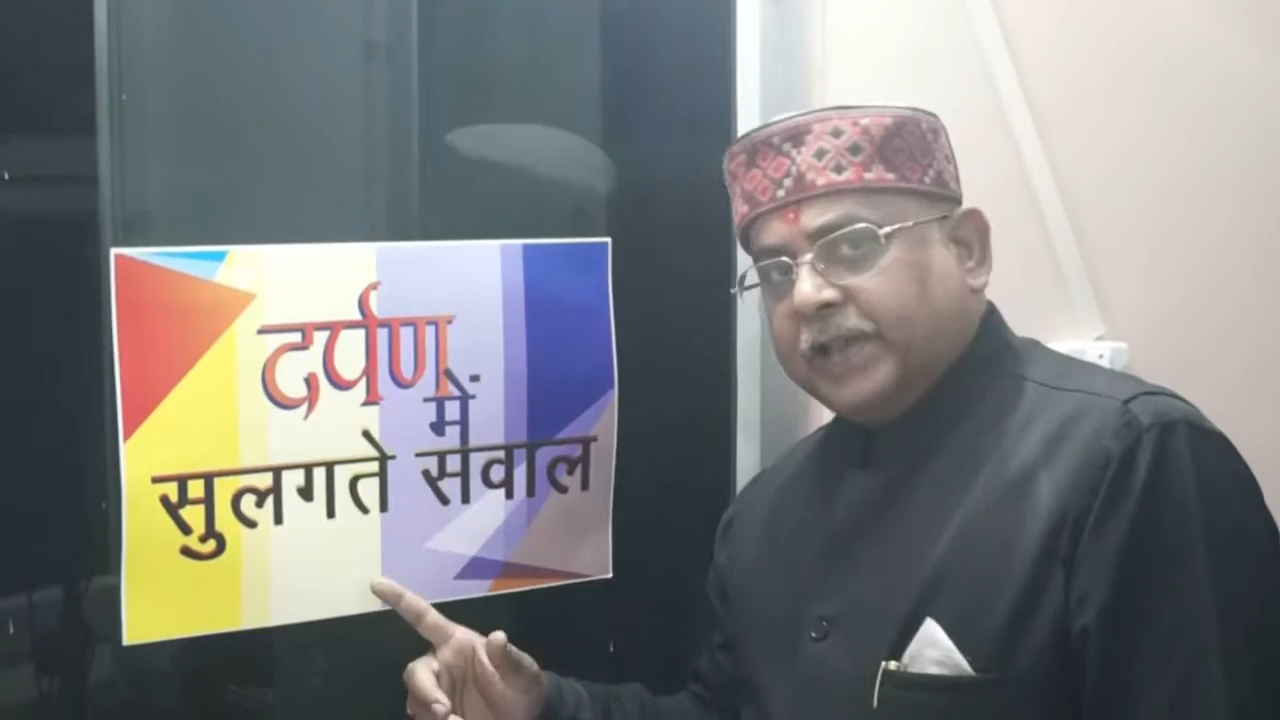 दर्पण
में
सुलगते सवाल